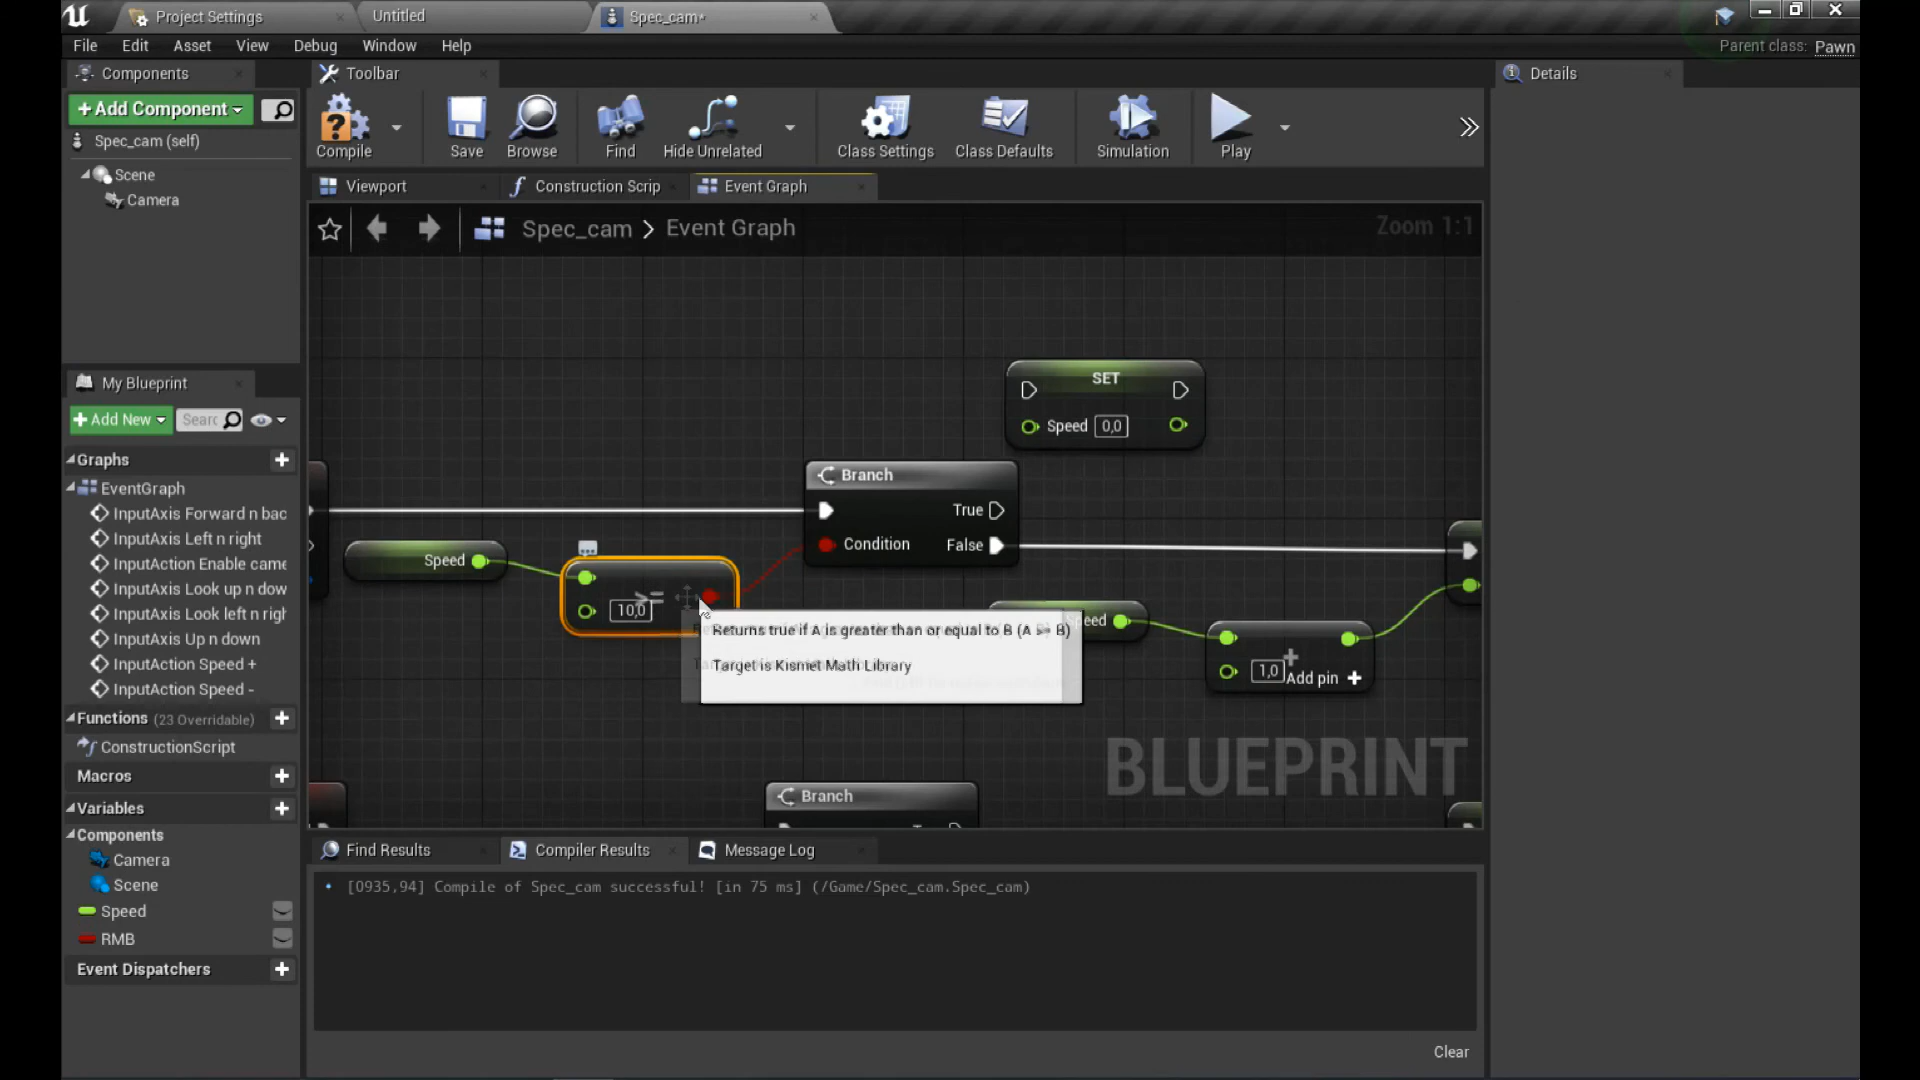 Project Settings
Untitled
Spec_cam*
File Edit Asset View Debug Window Help
Parent class: Pawn
Components
Toolbar
Details
+Add Component
Compile
Save
Browse
Find
Hide Unrelated
Class Settings
Class Defaults
Simulation
Play
Spec_cam (self)
Scene
Camera
Viewport
Construction Scrip
Event Graph
Spec_cam > Event Graph
Zoom 1:1
My Blueprint
+Add New
Searc
Graphs
EventGraph
InputAxis Forward n bac
InputAxis Left n right
InputAction Enable came
InputAxis Look up n dow
InputAxis Look left n righ
InputAxis Up n down
InputAction Speed +
InputAction Speed -
Functions (23 Overridable)
ConstructionScript
Macros
Variables
Components
Camera
Scene
Speed
RMB
Event Dispatchers
SET
Speed 0,0
Branch
True
Condition False
Speed
>=
10,0
Returns true if A is greater than or equal to B (A >= B)
Target is Kismet Math Library
eed
1,0
Add pin +
BLUEPRINT
Branch
Find Results
Compiler Results
Message Log
[0935,94] Compile of Spec_cam successful! [in 75 ms] (/Game/Spec_cam.Spec_cam)
Clear